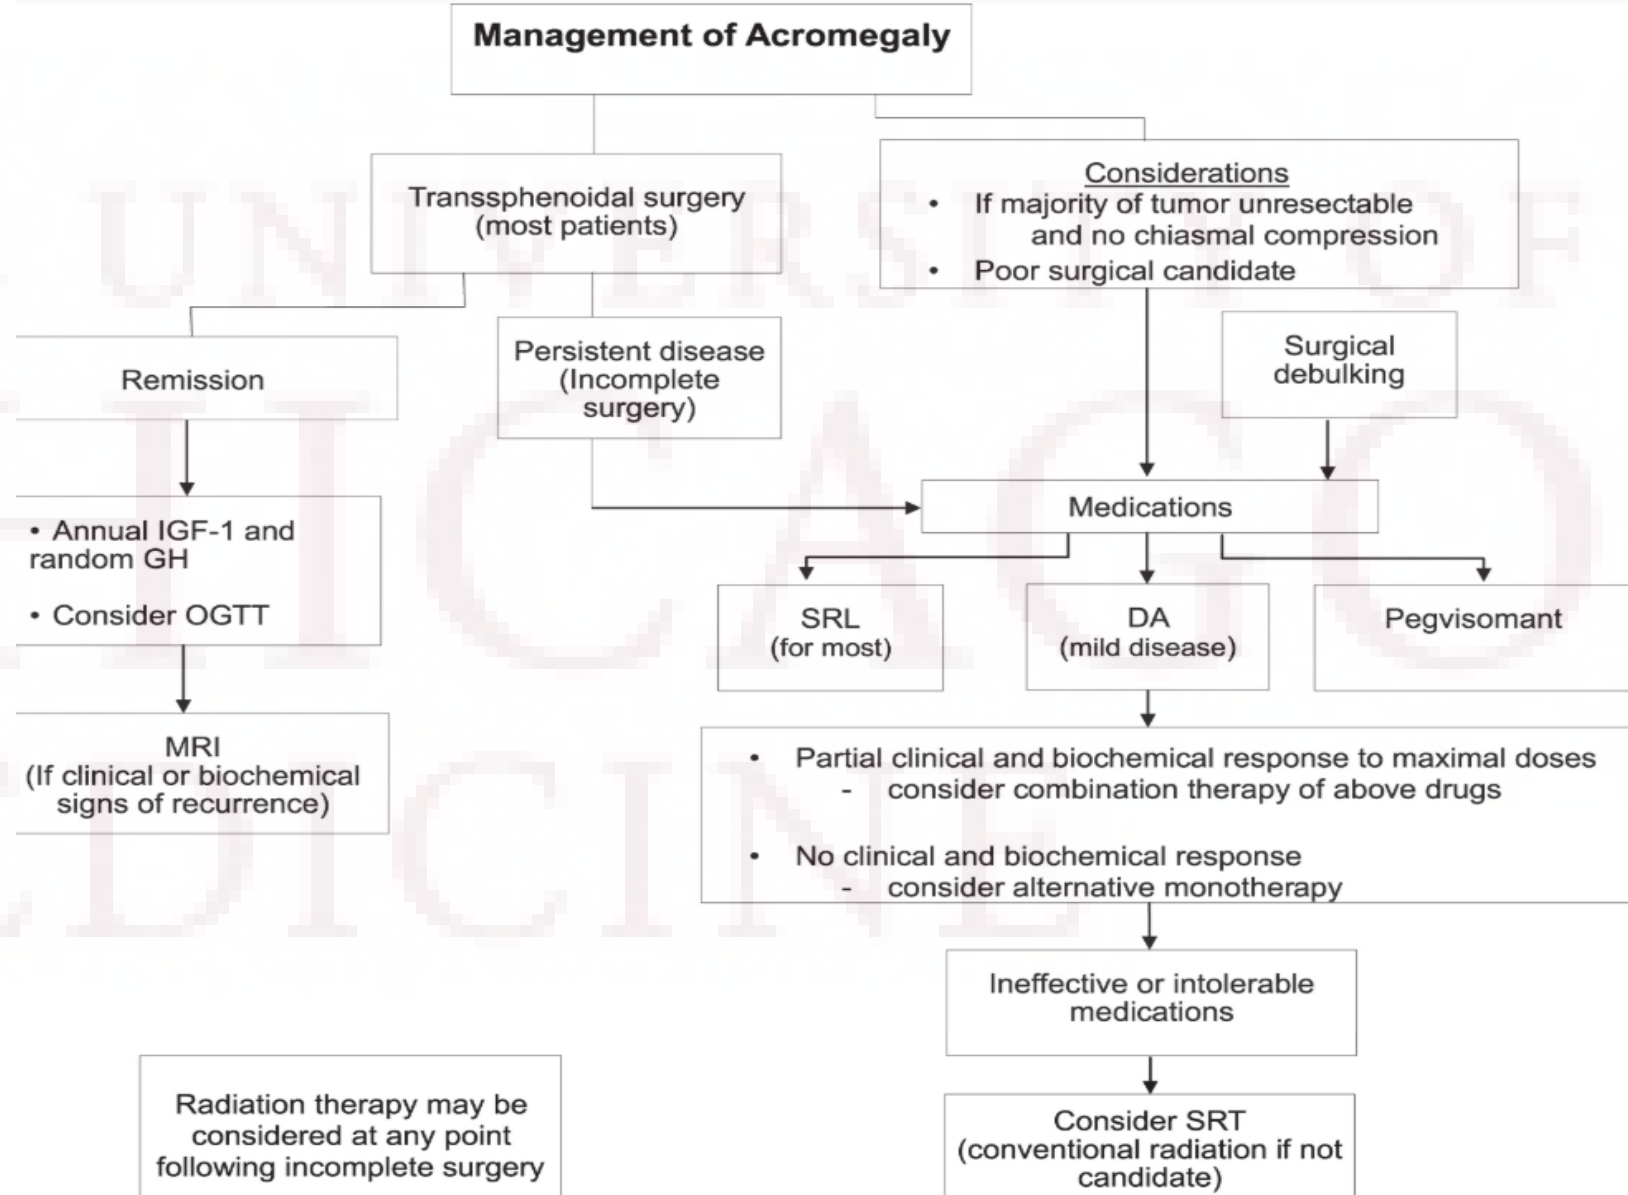 Management of Acromegaly
Transsphenoidal surgery
(most patients)
Considerations
• If majority of tumor unresectable
and no chiasmal compression
• Poor surgical candidate
Remission
Persistent disease
(Incomplete
surgery)
Surgical
debulking
• Annual IGF-1 and
random GH
• Consider OGTT
Medications
SRL
(for most)
DA
(mild disease)
Pegvisomant
MRI
(If clinical or biochemical
signs of recurrence)
• Partial clinical and biochemical response to maximal doses
- consider combination therapy of above drugs
• No clinical and biochemical response
- consider alternative monotherapy
Ineffective or intolerable
medications
Radiation therapy may be
considered at any point
following incomplete surgery
Consider SRT
(conventional radiation if not
candidate)
UNIVERSITY OF
HICAGO
EDICINE